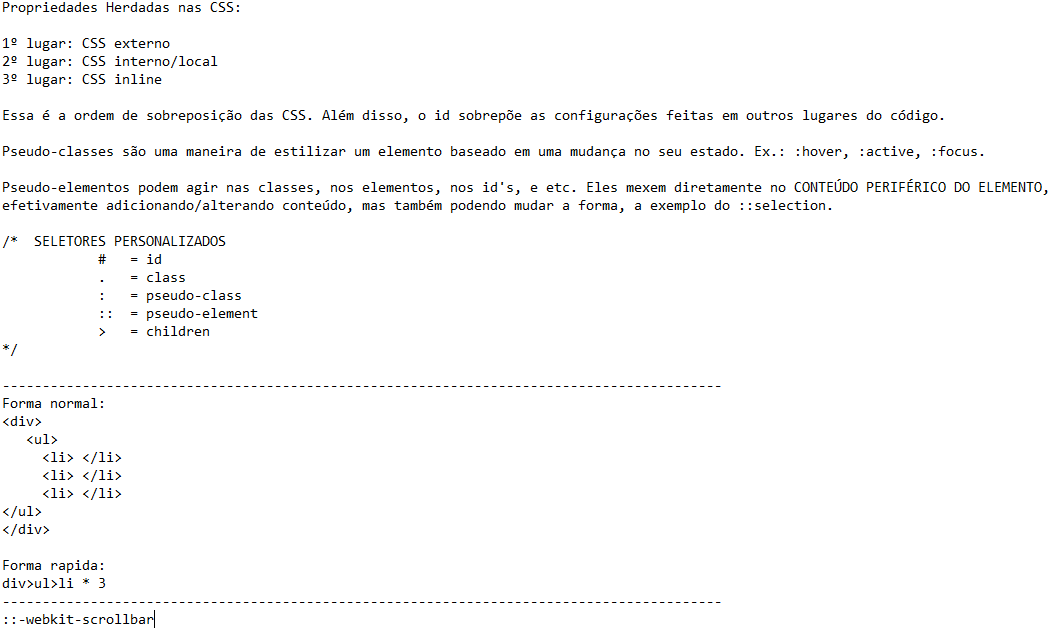 Propriedades Herdadas nas CSS:
1º lugar: CSS externo
2º lugar: CSS interno/local
3º lugar: CSS inline
Essa é a ordem de sobreposição das CSS. Além disso, o id sobrepõe as configurações feitas em outros lugares do código.
Pseudo-classes são uma maneira de estilizar um elemento baseado em uma mudança no seu estado. Ex.: :hover, :active, :focus.
Pseudo-elementos podem agir nas classes, nos elementos, nos id's, e etc. Eles mexem diretamente no CONTEÚDO PERIFÉRICO DO ELEMENTO,
efetivamente adicionando/alterando conteúdo, mas também podendo mudar a forma, a exemplo do ::selection.
/*  SELETORES PERSONALIZADOS
            #   = id
            .   = class
            :   = pseudo-class
            ::  = pseudo-element
            >   = children
*/
------------------------------------------------------------------------------------------
Forma normal:
<div>
   <ul>
     <li> </li>
     <li> </li>
     <li> </li>
</ul>
</div>
Forma rapida:
div>ul>li * 3
------------------------------------------------------------------------------------------
::-webkit-scrollbar